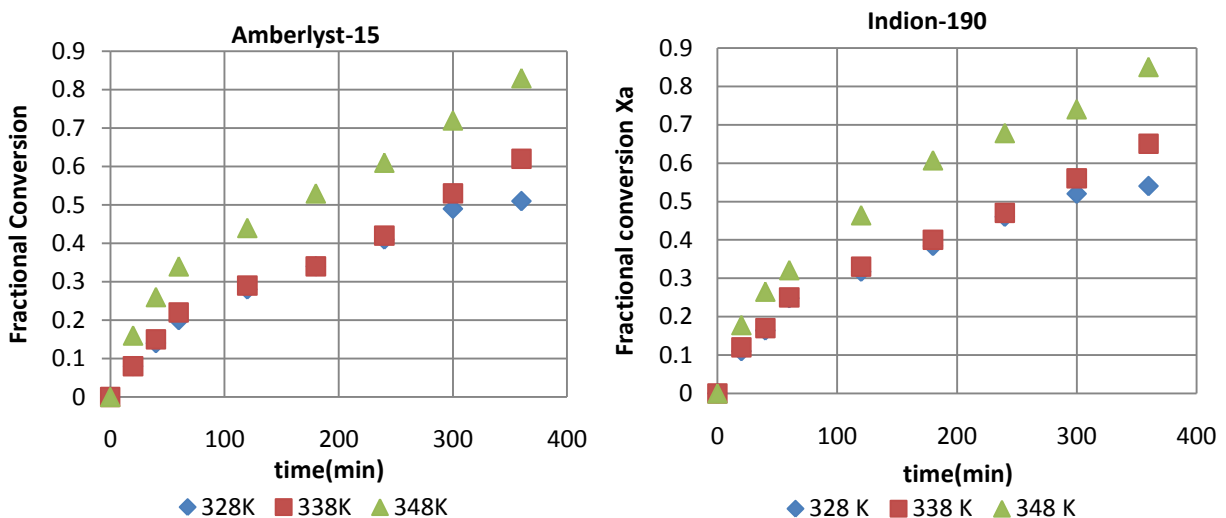 Amberlyst-15
Fractional Conversion
0.9
0.8
0.7
0.6
0.5
0.4
0.3
0.2
0.1
0
0 100 200 300 400
time(min)
328K 338K 348K
Indion-190
Fractional conversion Xa
0.9
0.8
0.7
0.6
0.5
0.4
0.3
0.2
0.1
0
0 100 200 300 400
time(min)
328 K 338 K 348 K